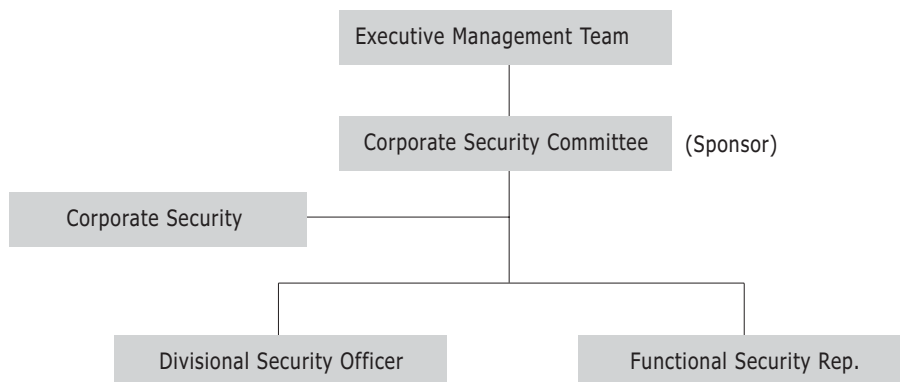 Executive Management Team
Corporate Security Committee (Sponsor)
Corporate Security
Divisional Security Officer
Functional Security Rep.